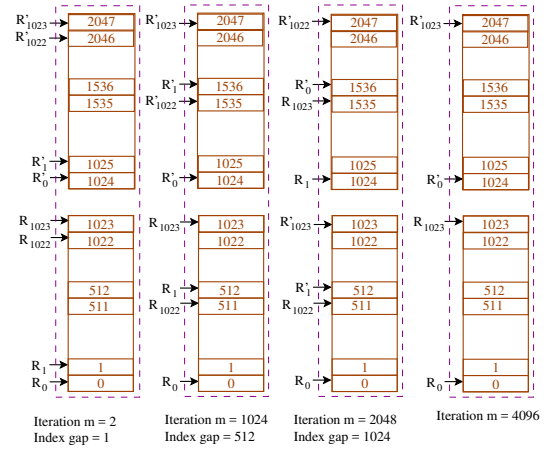 R'1023 2047
R'1022 2046
1536
1535
R'1 1025
R'0 1024
R1023 1023
R1022 1022
512
511
R1 1
R0 0
Iteration m = 2
Index gap = 1
R'1023 2047
2046
R'1 1536
R'1022 1535
1025
R'0 1024
R1023 1023
1022
R1 512
R1022 511
1
R0 0
Iteration m = 1024
Index gap = 512
R'1022 2047
2046
R'0 1536
R1023 1535
1025
R1 1024
R'1023 1023
1022
R'1 512
R1022 511
1
R0 0
Iteration m = 2048
Index gap = 1024
R'1023 2047
2046
1536
1535
1025
R'0 1024
R1023 1023
1022
512
511
1
R0 0
Iteration m = 4096